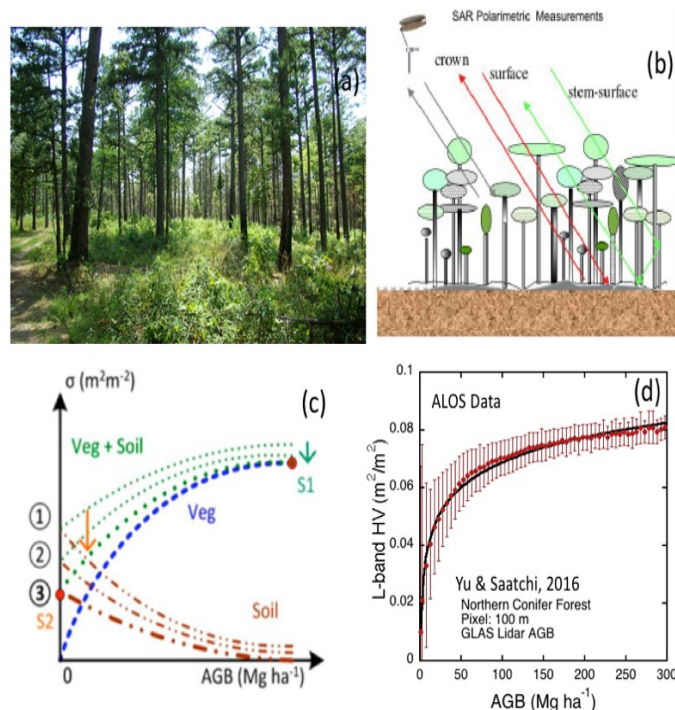 (a)
SAR Polarimetric Measurements
(b)
crown
surface
stem-surface
(c)
σ (m²m⁻²)
Veg + Soil
S1
Veg
1
2
3
S2
Soil
0
AGB (Mg ha⁻¹)
(d)
ALOS Data
L-band HV (m²/m²)
0.1
0.08
0.06
0.04
0.02
0
Yu & Saatchi, 2016
Northern Conifer Forest
Pixel: 100 m
GLAS Lidar AGB
0 50 100 150 200 250 300
AGB (Mg ha⁻¹)